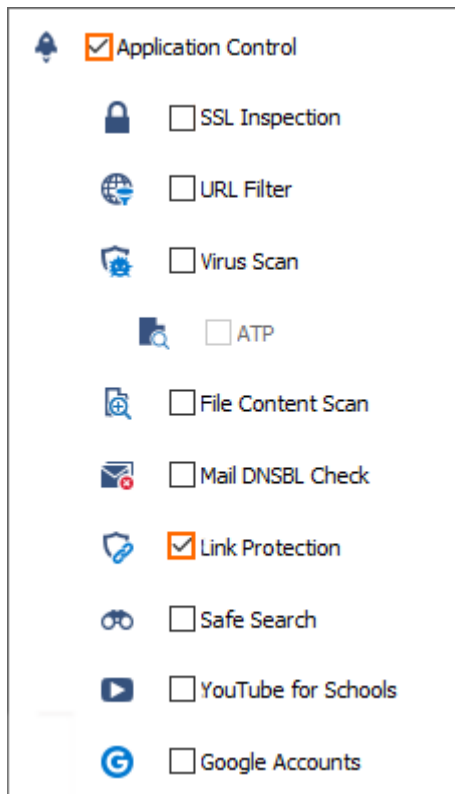 Application Control
SSL Inspection
URL Filter
Virus Scan
ATP
File Content Scan
Mail DNSBL Check
Link Protection
Safe Search
YouTube for Schools
Google Accounts